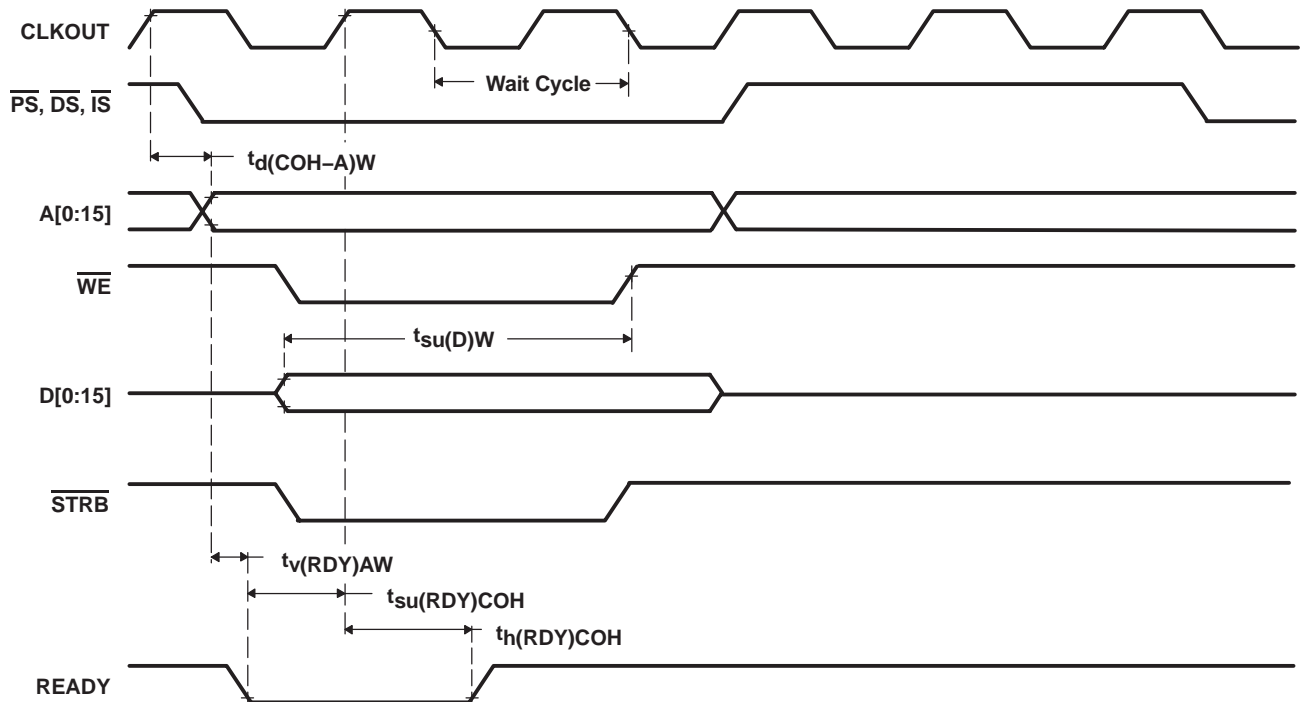 CLKOUT
Wait Cycle
PS, DS, IS
td(COH–A)W
A[0:15]
WE
tsu(D)W
D[0:15]
STRB
tv(RDY)AW
tsu(RDY)COH
th(RDY)COH
READY